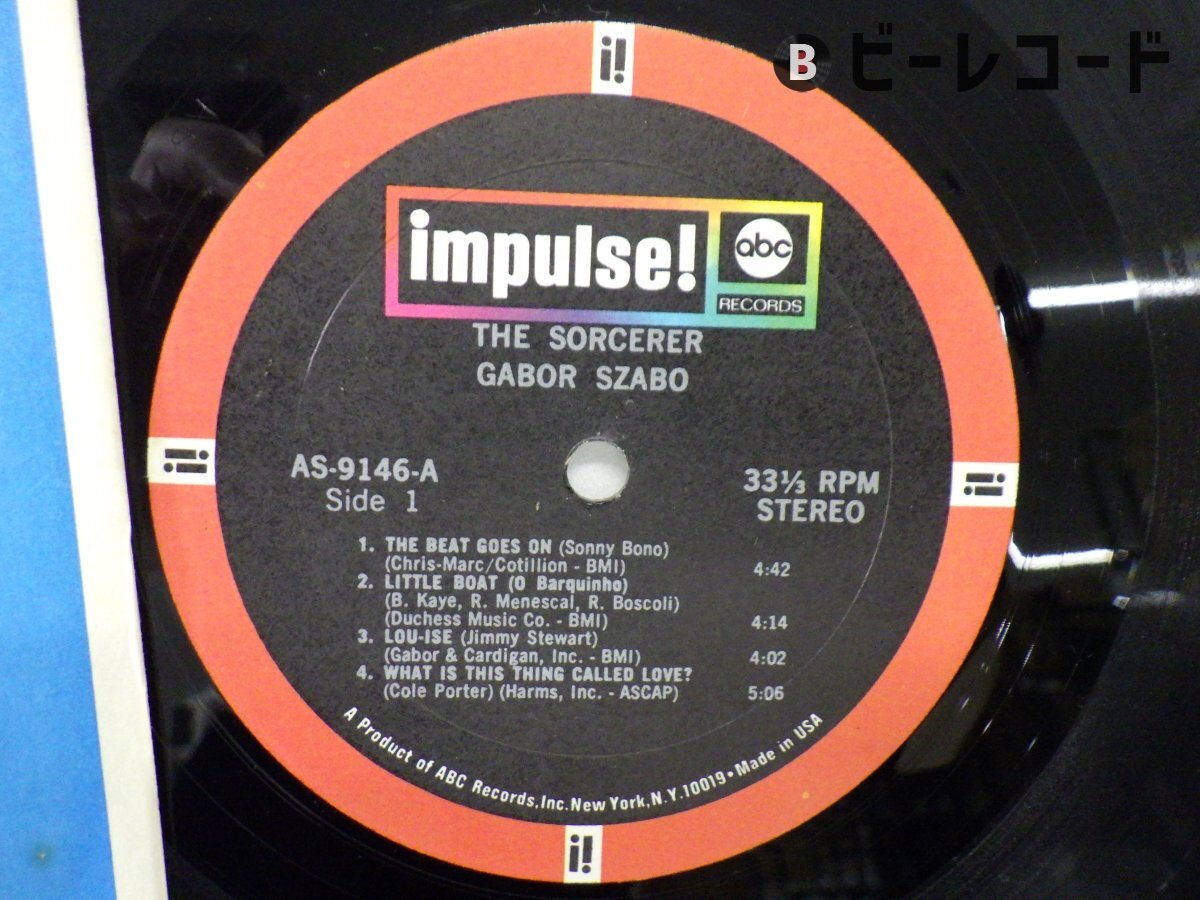 B ビーレコード
i!
impulse!
abc
RECORDS
THE SORCERER
GABOR SZABO
i!
i!
AS-9146-A
Side 1
33⅓ RPM
STEREO
1. THE BEAT GOES ON (Sonny Bono)
(Chris-Marc/Cotillion - BMI) 4:42
2. LITTLE BOAT (O Barquinho)
(B. Kaye, R. Menescal, R. Boscoli)
(Duchess Music Co. - BMI) 4:14
3. LOU-ISE (Jimmy Stewart)
(Gabor & Cardigan, Inc. - BMI) 4:02
4. WHAT IS THIS THING CALLED LOVE?
(Cole Porter) (Harms, Inc. - ASCAP) 5:06
A Product of ABC Records, Inc. New York, N.Y. 10019 • Made in USA
i!